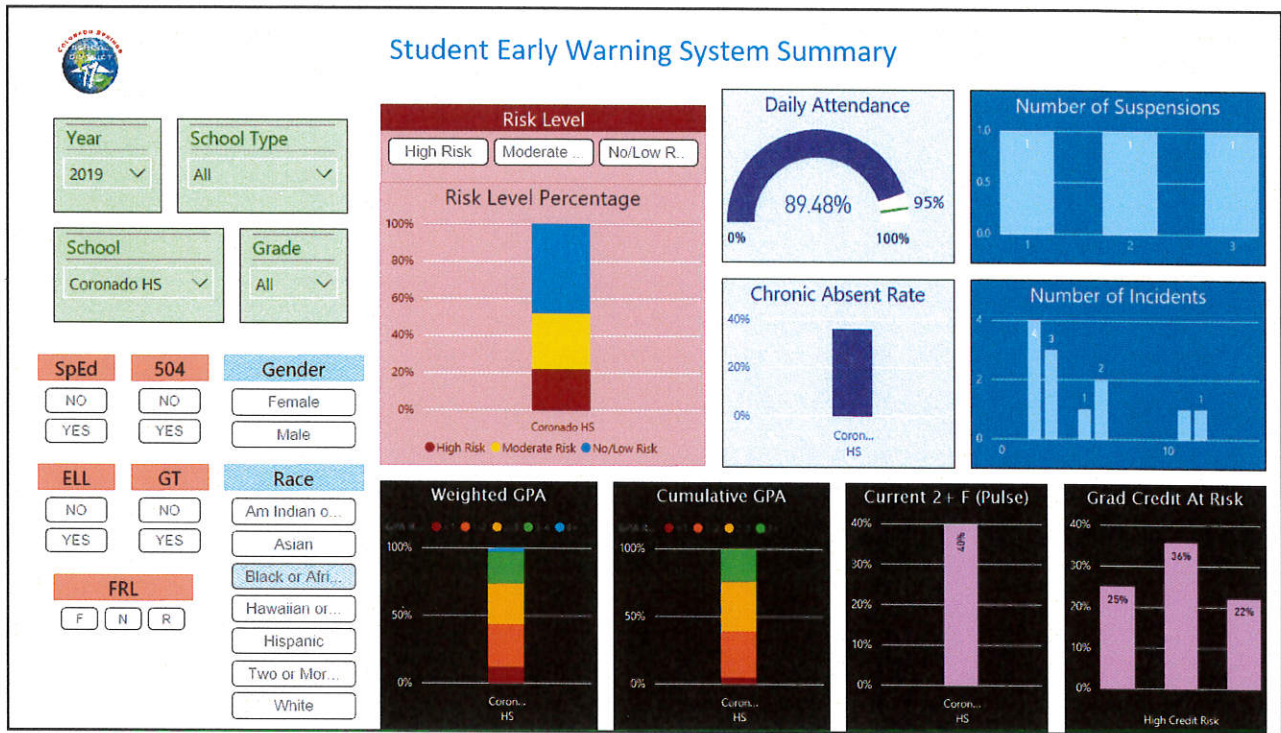 COLORADO SPRINGS
SCHOOL
DISTRICT
Student Early Warning System Summary
Year
2019
School Type
All
School
Coronado HS
Grade
All
SpEd
NO
YES
504
NO
YES
Gender
Female
Male
ELL
NO
YES
GT
NO
YES
Race
Am Indian o...
Asian
Black or Afri...
Hawaiian or...
Hispanic
Two or Mor...
White
FRL
F N R
Risk Level
High Risk Moderate ... No/Low R..
Risk Level Percentage
100%
80%
60%
40%
20%
0%
Coronado HS
High Risk Moderate Risk No/Low Risk
Daily Attendance
89.48%
95%
0% 100%
Chronic Absent Rate
40%
20%
0%
Coron...
HS
Number of Suspensions
1.0
0.5
0.0
1 1 1
1 2 3
Number of Incidents
4
2
0
4 3 1 2 1
0 10
Weighted GPA
100%
50%
0%
Coron...
HS
Cumulative GPA
100%
50%
0%
Coron...
HS
Current 2+ F (Pulse)
40%
30%
20%
10%
0%
40%
Coron...
HS
Grad Credit At Risk
40%
30%
20%
10%
0%
25% 36% 22%
High Credit Risk